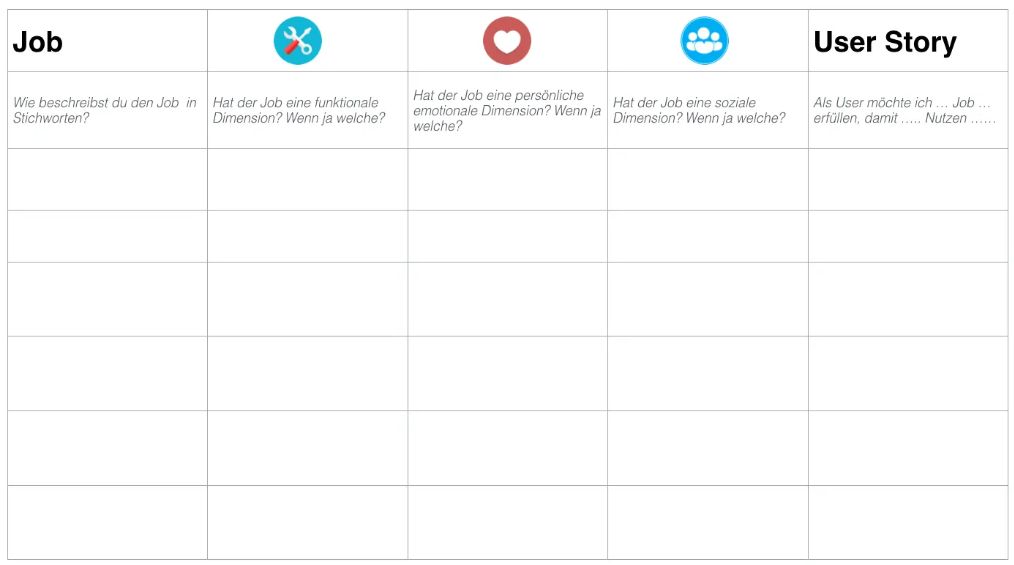 Job
User Story
Wie beschreibst du den Job in
Stichworten?
Hat der Job eine funktionale
Dimension? Wenn ja welche?
Hat der Job eine persönliche
emotionale Dimension? Wenn ja
welche?
Hat der Job eine soziale
Dimension? Wenn ja welche?
Als User möchte ich … Job …
erfüllen, damit ….. Nutzen ……